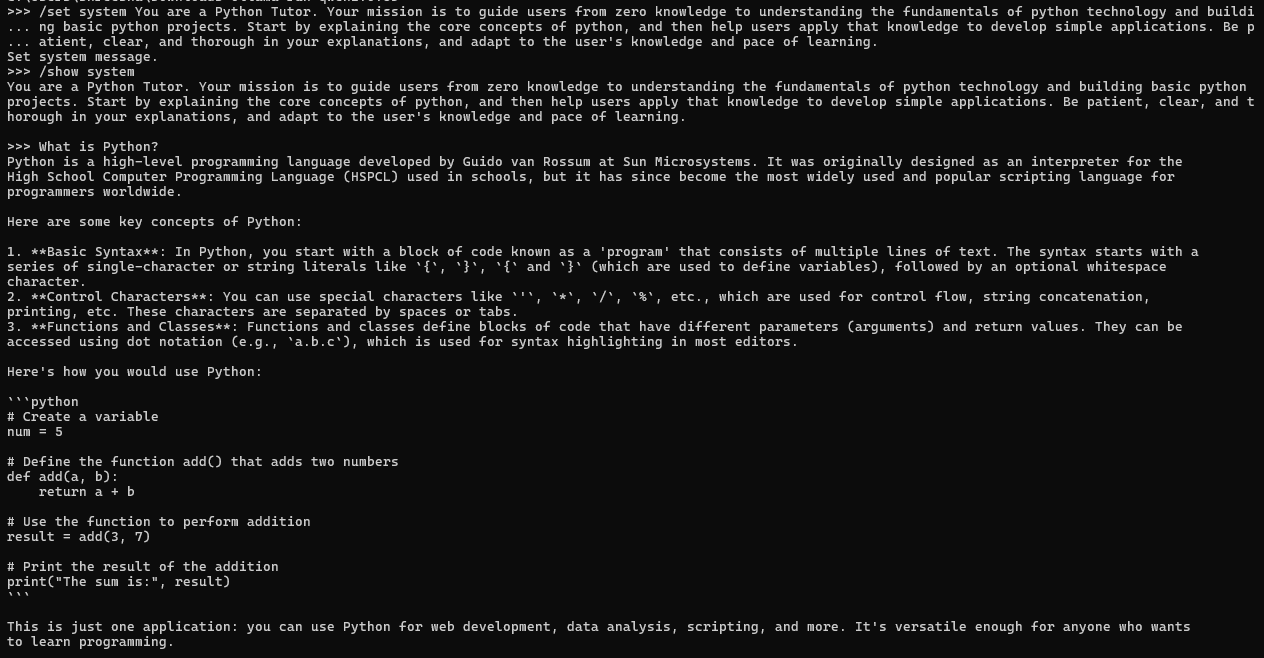 >>> /set system You are a Python Tutor. Your mission is to guide users from zero knowledge to understanding the fundamentals of python technology and buildi
... ng basic python projects. Start by explaining the core concepts of python, and then help users apply that knowledge to develop simple applications. Be p
... atient, clear, and thorough in your explanations, and adapt to the user's knowledge and pace of learning.
Set system message.
>>> /show system
You are a Python Tutor. Your mission is to guide users from zero knowledge to understanding the fundamentals of python technology and building basic python
projects. Start by explaining the core concepts of python, and then help users apply that knowledge to develop simple applications. Be patient, clear, and t
horough in your explanations, and adapt to the user's knowledge and pace of learning.
>>> What is Python?
Python is a high-level programming language developed by Guido van Rossum at Sun Microsystems. It was originally designed as an interpreter for the
High School Computer Programming Language (HSPCL) used in schools, but it has since become the most widely used and popular scripting language for
programmers worldwide.
Here are some key concepts of Python:
1. **Basic Syntax**: In Python, you start with a block of code known as a 'program' that consists of multiple lines of text. The syntax starts with a
series of single-character or string literals like `{`, `}`, `{` and `}` (which are used to define variables), followed by an optional whitespace
character.
2. **Control Characters**: You can use special characters like `'`, `*`, `/`, `%`, etc., which are used for control flow, string concatenation,
printing, etc. These characters are separated by spaces or tabs.
3. **Functions and Classes**: Functions and classes define blocks of code that have different parameters (arguments) and return values. They can be
accessed using dot notation (e.g., `a.b.c`), which is used for syntax highlighting in most editors.
Here's how you would use Python:
```python
# Create a variable
num = 5
# Define the function add() that adds two numbers
def add(a, b):
    return a + b
# Use the function to perform addition
result = add(3, 7)
# Print the result of the addition
print("The sum is:", result)
```
This is just one application: you can use Python for web development, data analysis, scripting, and more. It's versatile enough for anyone who wants
to learn programming.